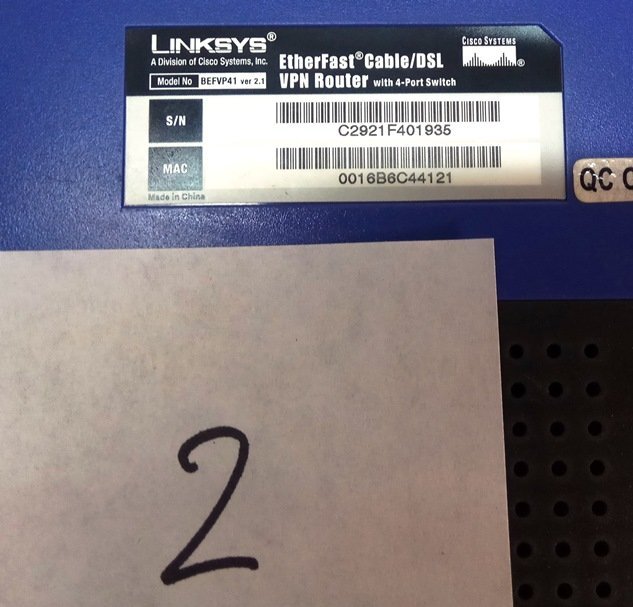 LINKSYS®
A Division of Cisco Systems, Inc.
EtherFast® Cable/DSL
VPN Router with 4-Port Switch
CISCO SYSTEMS
®
Model No BEFVP41 ver 2.1
S/N
C2921F401935
MAC
0016B6C44121
Made in China
QC
2